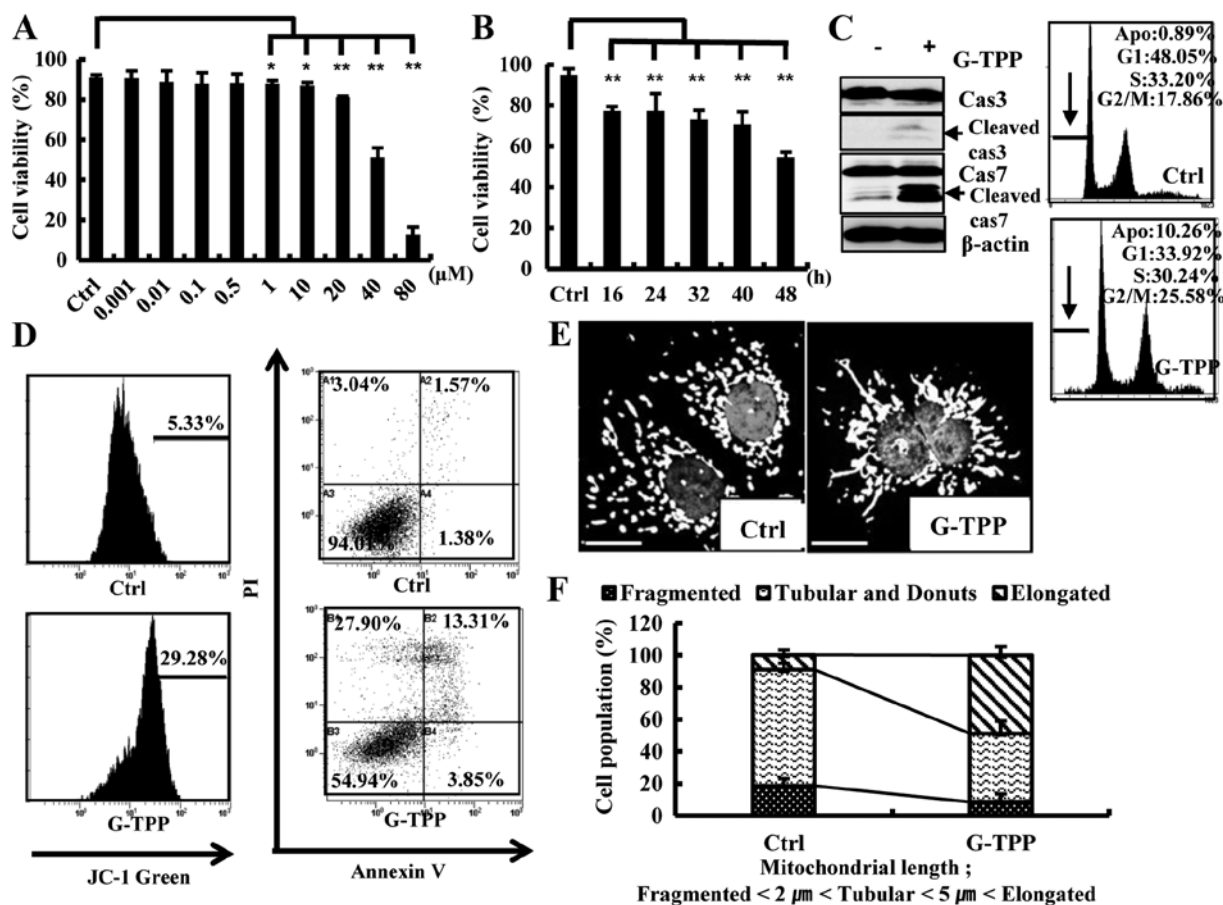 A
Cell viability (%)
100
80
60
40
20
0
* * ** ** **
Ctrl 0.001 0.01 0.1 0.5 1 10 20 40 80 (μM)
B
Cell viability (%)
100
80
60
40
20
0
** ** ** ** **
Ctrl 16 24 32 40 48 (h)
C
- + G-TPP
Cas3
Cleaved
cas3
Cas7
Cleaved
cas7
β-actin
Apo:0.89%
G1:48.05%
S:33.20%
G2/M:17.86%
Ctrl
Apo:10.26%
G1:33.92%
S:30.24%
G2/M:25.58%
G-TPP
D
5.33%
Ctrl
29.28%
G-TPP
JC-1 Green
PI
3.04% 1.57%
94.01% 1.38%
Ctrl
27.90% 13.31%
54.94% 3.85%
G-TPP
Annexin V
E
Ctrl
G-TPP
F
Fragmented Tubular and Donuts Elongated
Cell population (%)
120
100
80
60
40
20
0
Ctrl G-TPP
Mitochondrial length ;
Fragmented < 2 μm < Tubular < 5 μm < Elongated